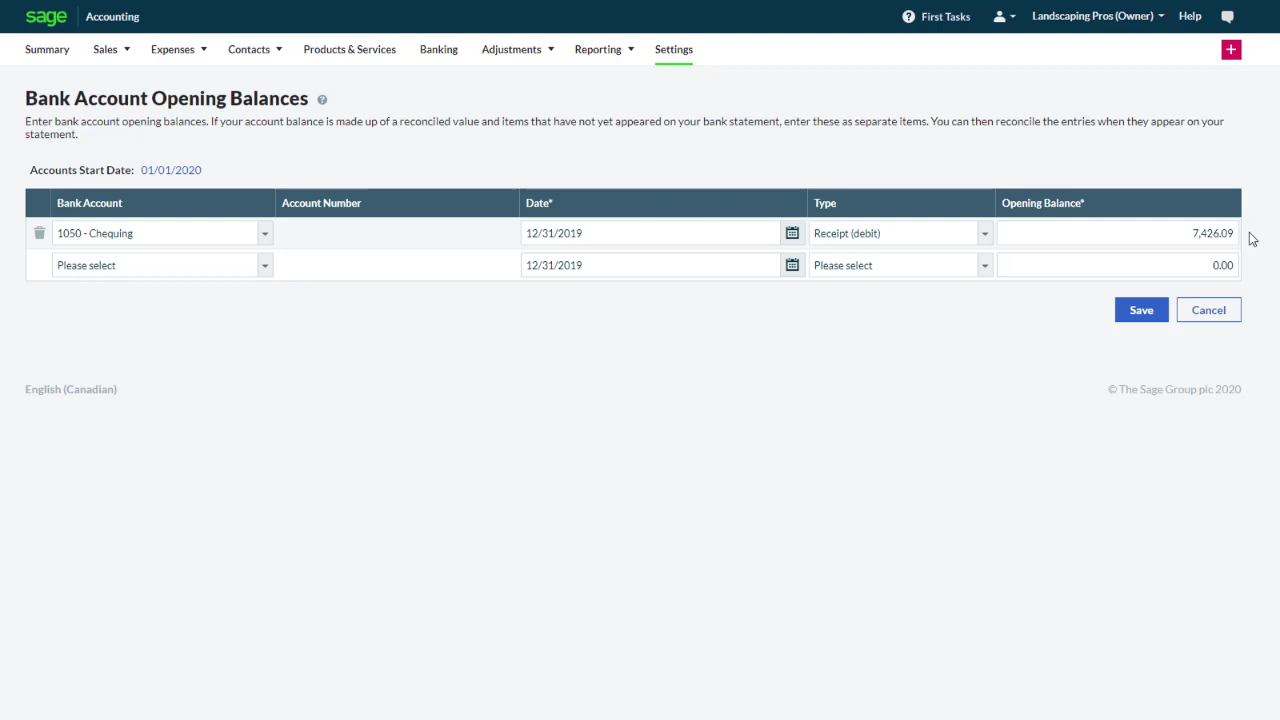 sage Accounting First Tasks Landscaping Pros (Owner) Help
Summary Sales Expenses Contacts Products & Services Banking Adjustments Reporting Settings
Bank Account Opening Balances
Enter bank account opening balances. If your account balance is made up of a reconciled value and items that have not yet appeared on your bank statement, enter these as separate items. You can then reconcile the entries when they appear on your
statement.
Accounts Start Date: 01/01/2020
Bank Account Account Number Date* Type Opening Balance*
1050 - Chequing 12/31/2019 Receipt (debit) 7,426.09
Please select 12/31/2019 Please select 0.00
Save Cancel
English (Canadian) © The Sage Group plc 2020